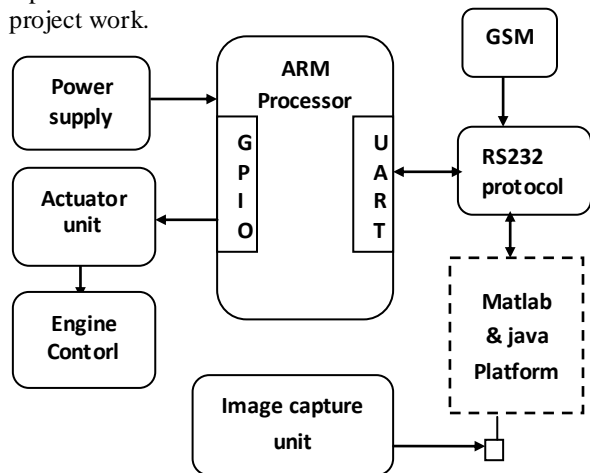 project work.
GSM
ARM
Processor
Power
supply
G
P
I
O
U
A
R
T
RS232
protocol
Actuator
unit
Engine
Contorl
Matlab
& java
Platform
Image capture
unit